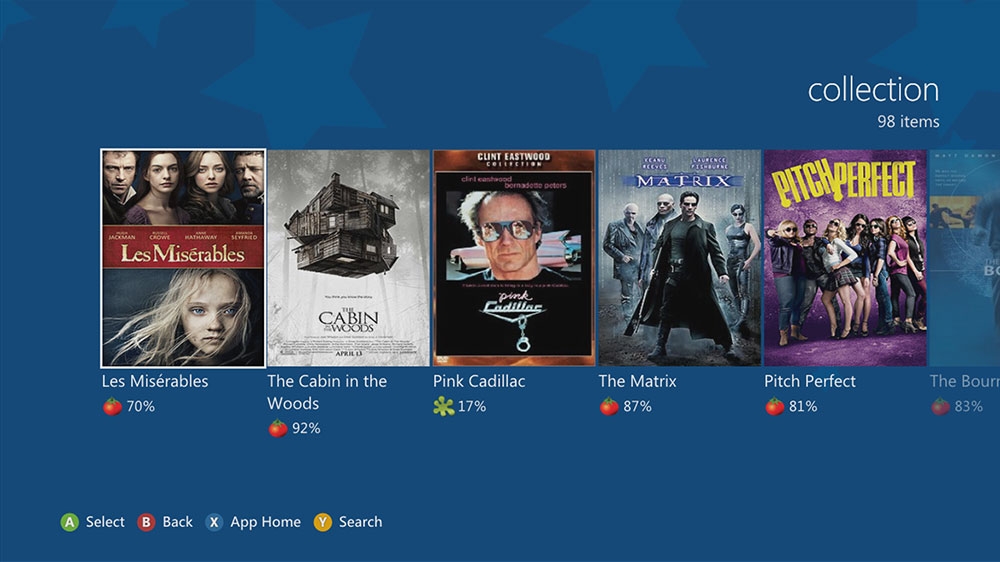 collection
98 items
HUGH JACKMAN
RUSSELL CROWE
ANNE HATHAWAY
AMANDA SEYFRIED
Les Misérables
THE
CABIN
IN THE
WOODS
APRIL 13
CLINT EASTWOOD
COLLECTION
clint eastwood
bernadette peters
pink
Cadillac
KEANU REEVES
LAURENCE FISHBURNE
MATRIX
PITCH PERFECT
MATT DAMON
Les Misérables
70%
The Cabin in the
Woods
92%
Pink Cadillac
17%
The Matrix
87%
Pitch Perfect
81%
The Bourn
83%
A Select B Back X App Home Y Search